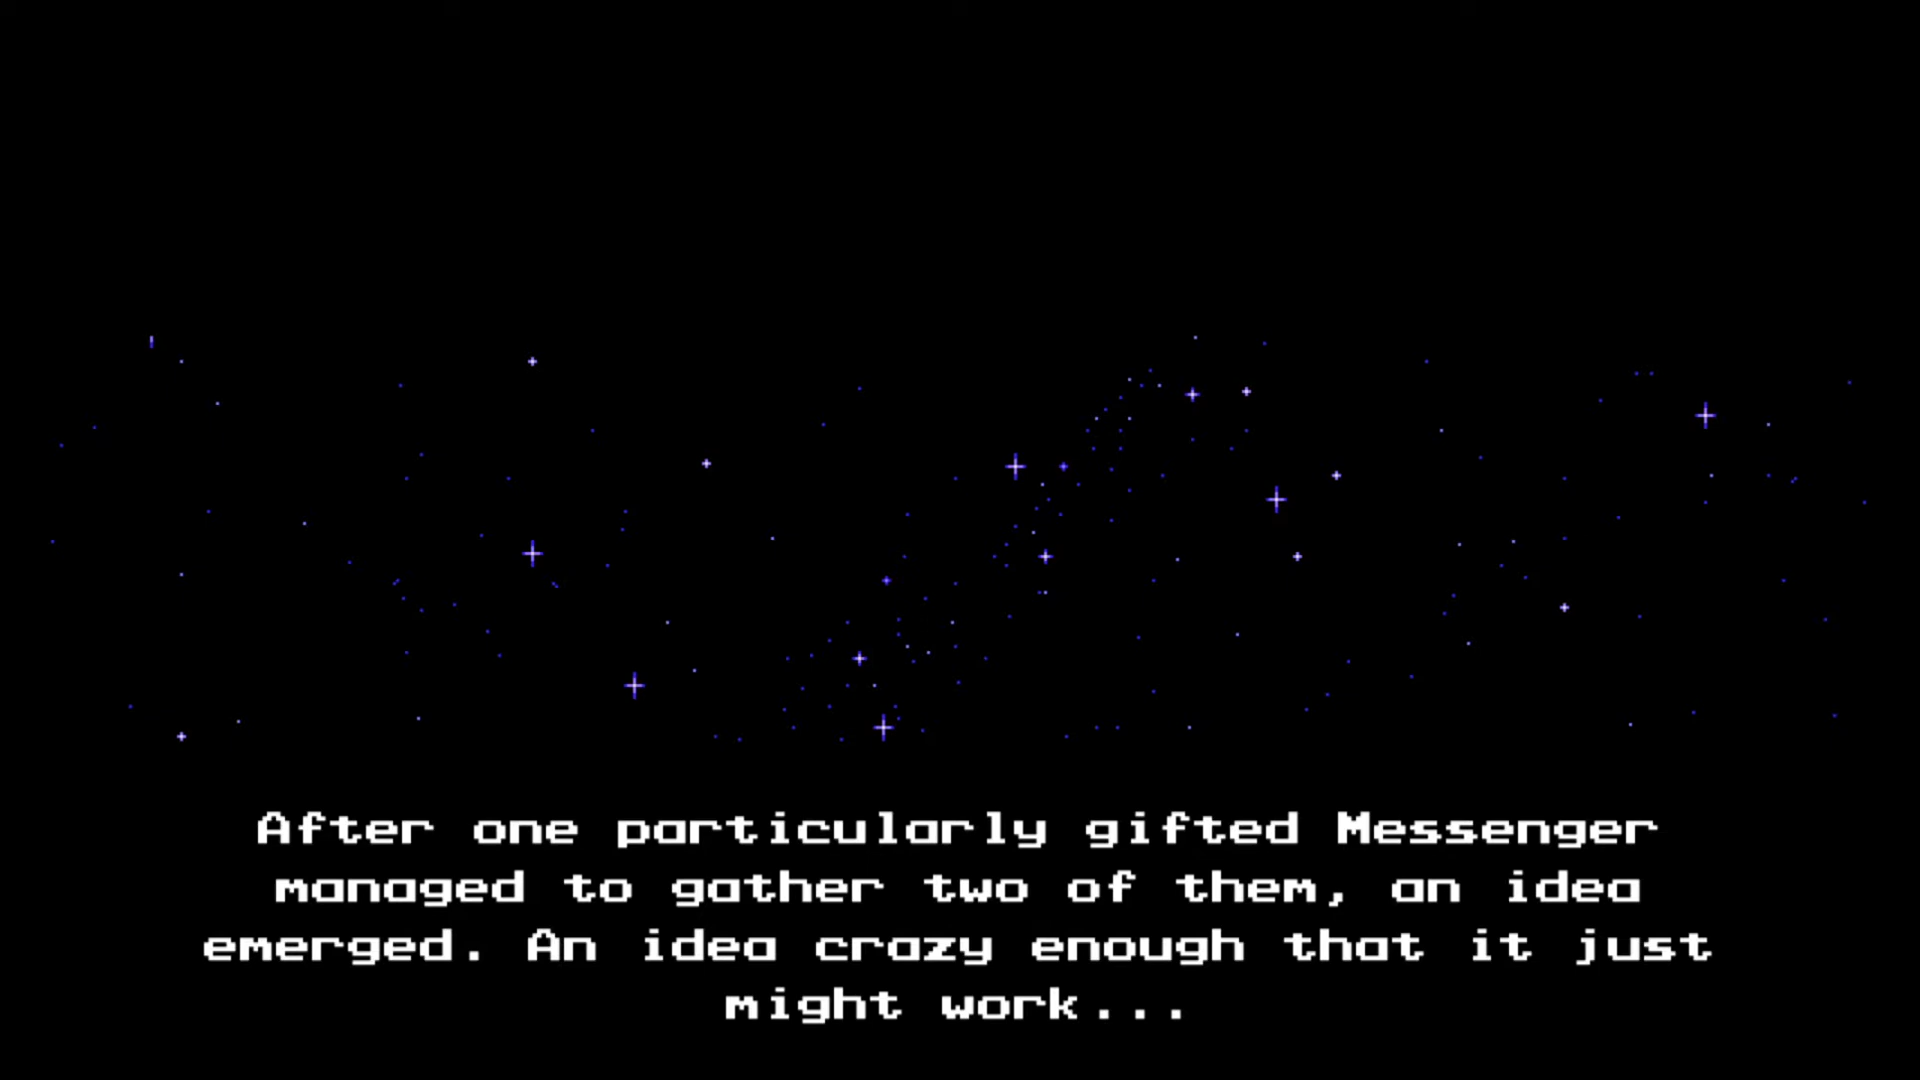 After one particularly gifted Messenger
managed to gather two of them, an idea
emerged. An idea crazy enough that it just
might work...